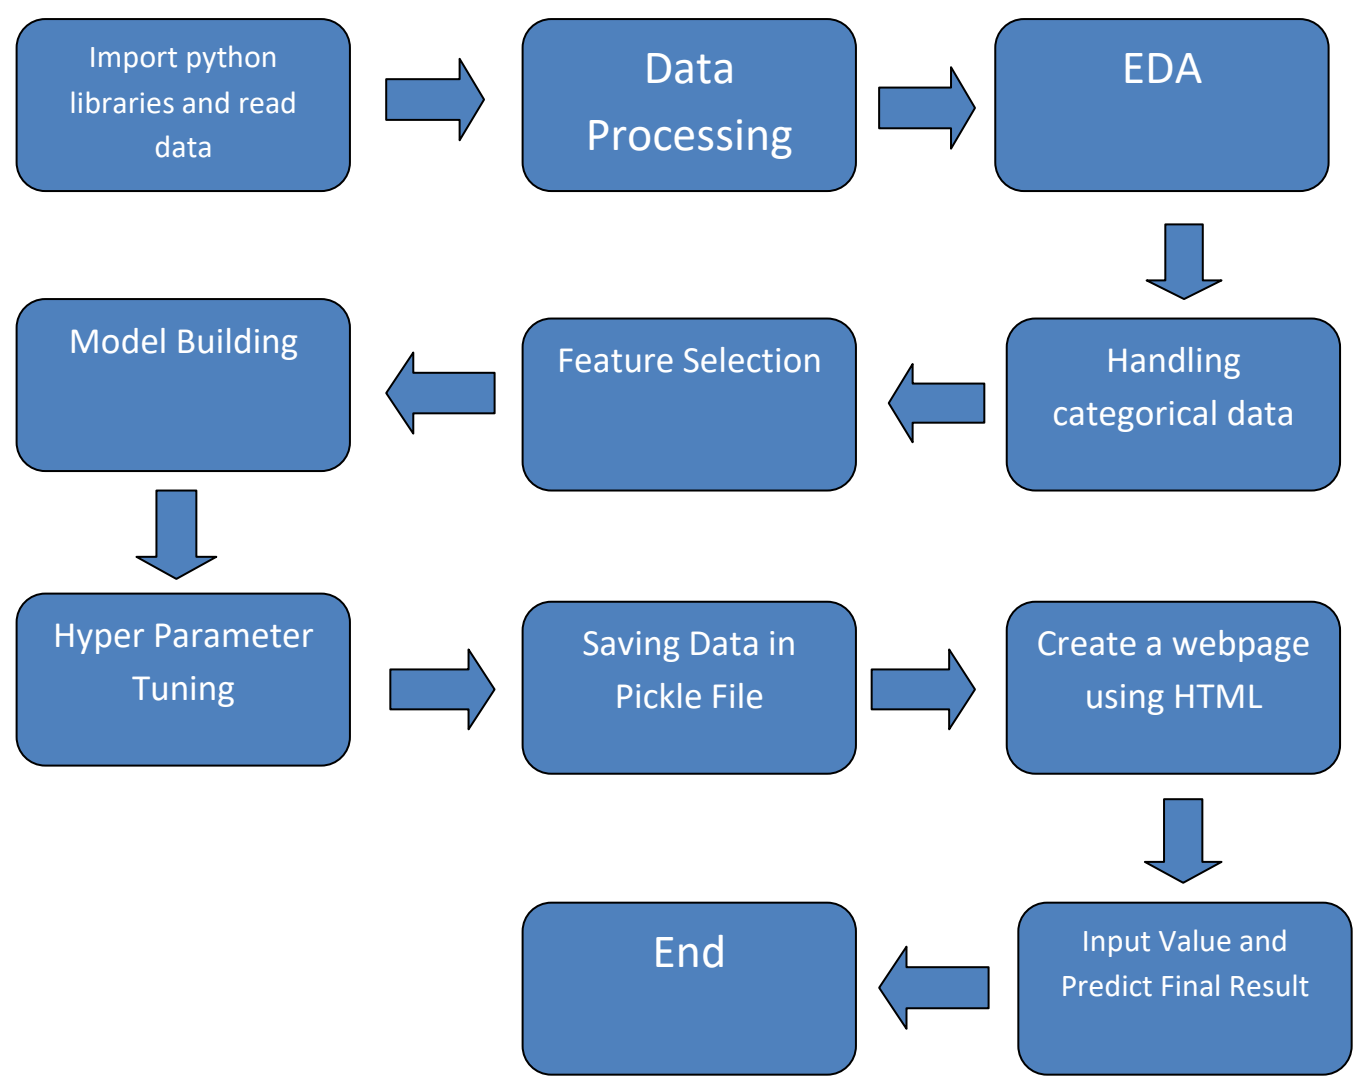 Import python
libraries and read
data
Data
Processing
EDA
Handling
categorical data
Feature Selection
Model Building
Hyper Parameter
Tuning
Saving Data in
Pickle File
Create a webpage
using HTML
Input Value and
Predict Final Result
End